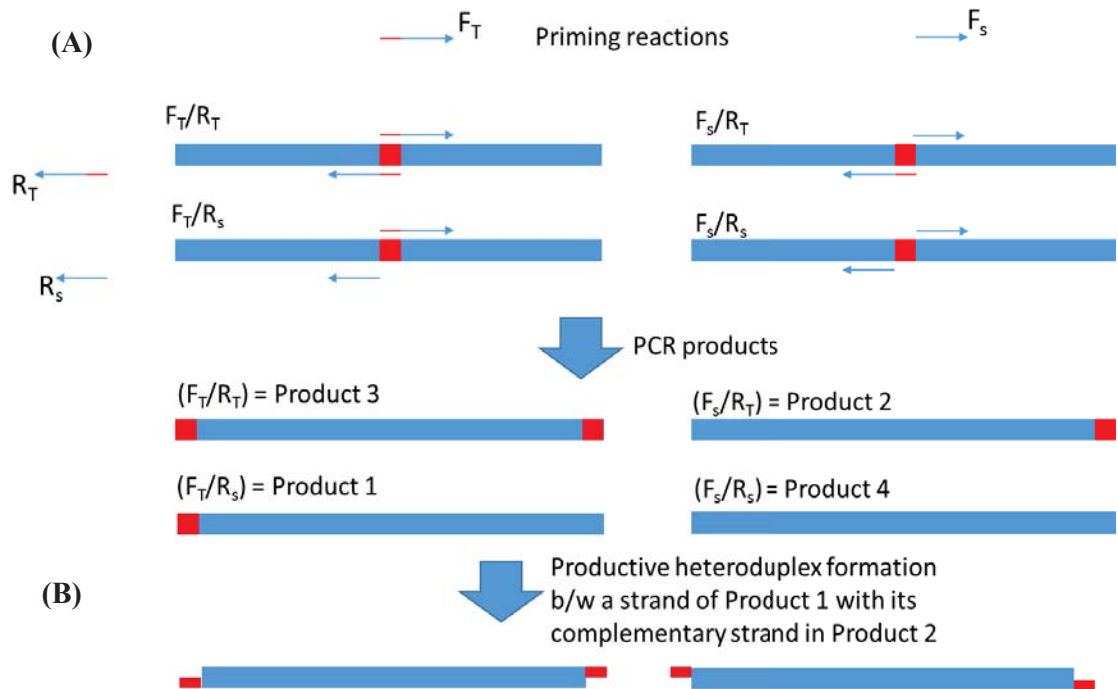 (A)
F_T
Priming reactions
F_s
F_T/R_T
F_s/R_T
R_T
F_T/R_s
F_s/R_s
R_s
PCR products
(F_T/R_T) = Product 3
(F_s/R_T) = Product 2
(F_T/R_s) = Product 1
(F_s/R_s) = Product 4
(B)
Productive heteroduplex formation
b/w a strand of Product 1 with its
complementary strand in Product 2